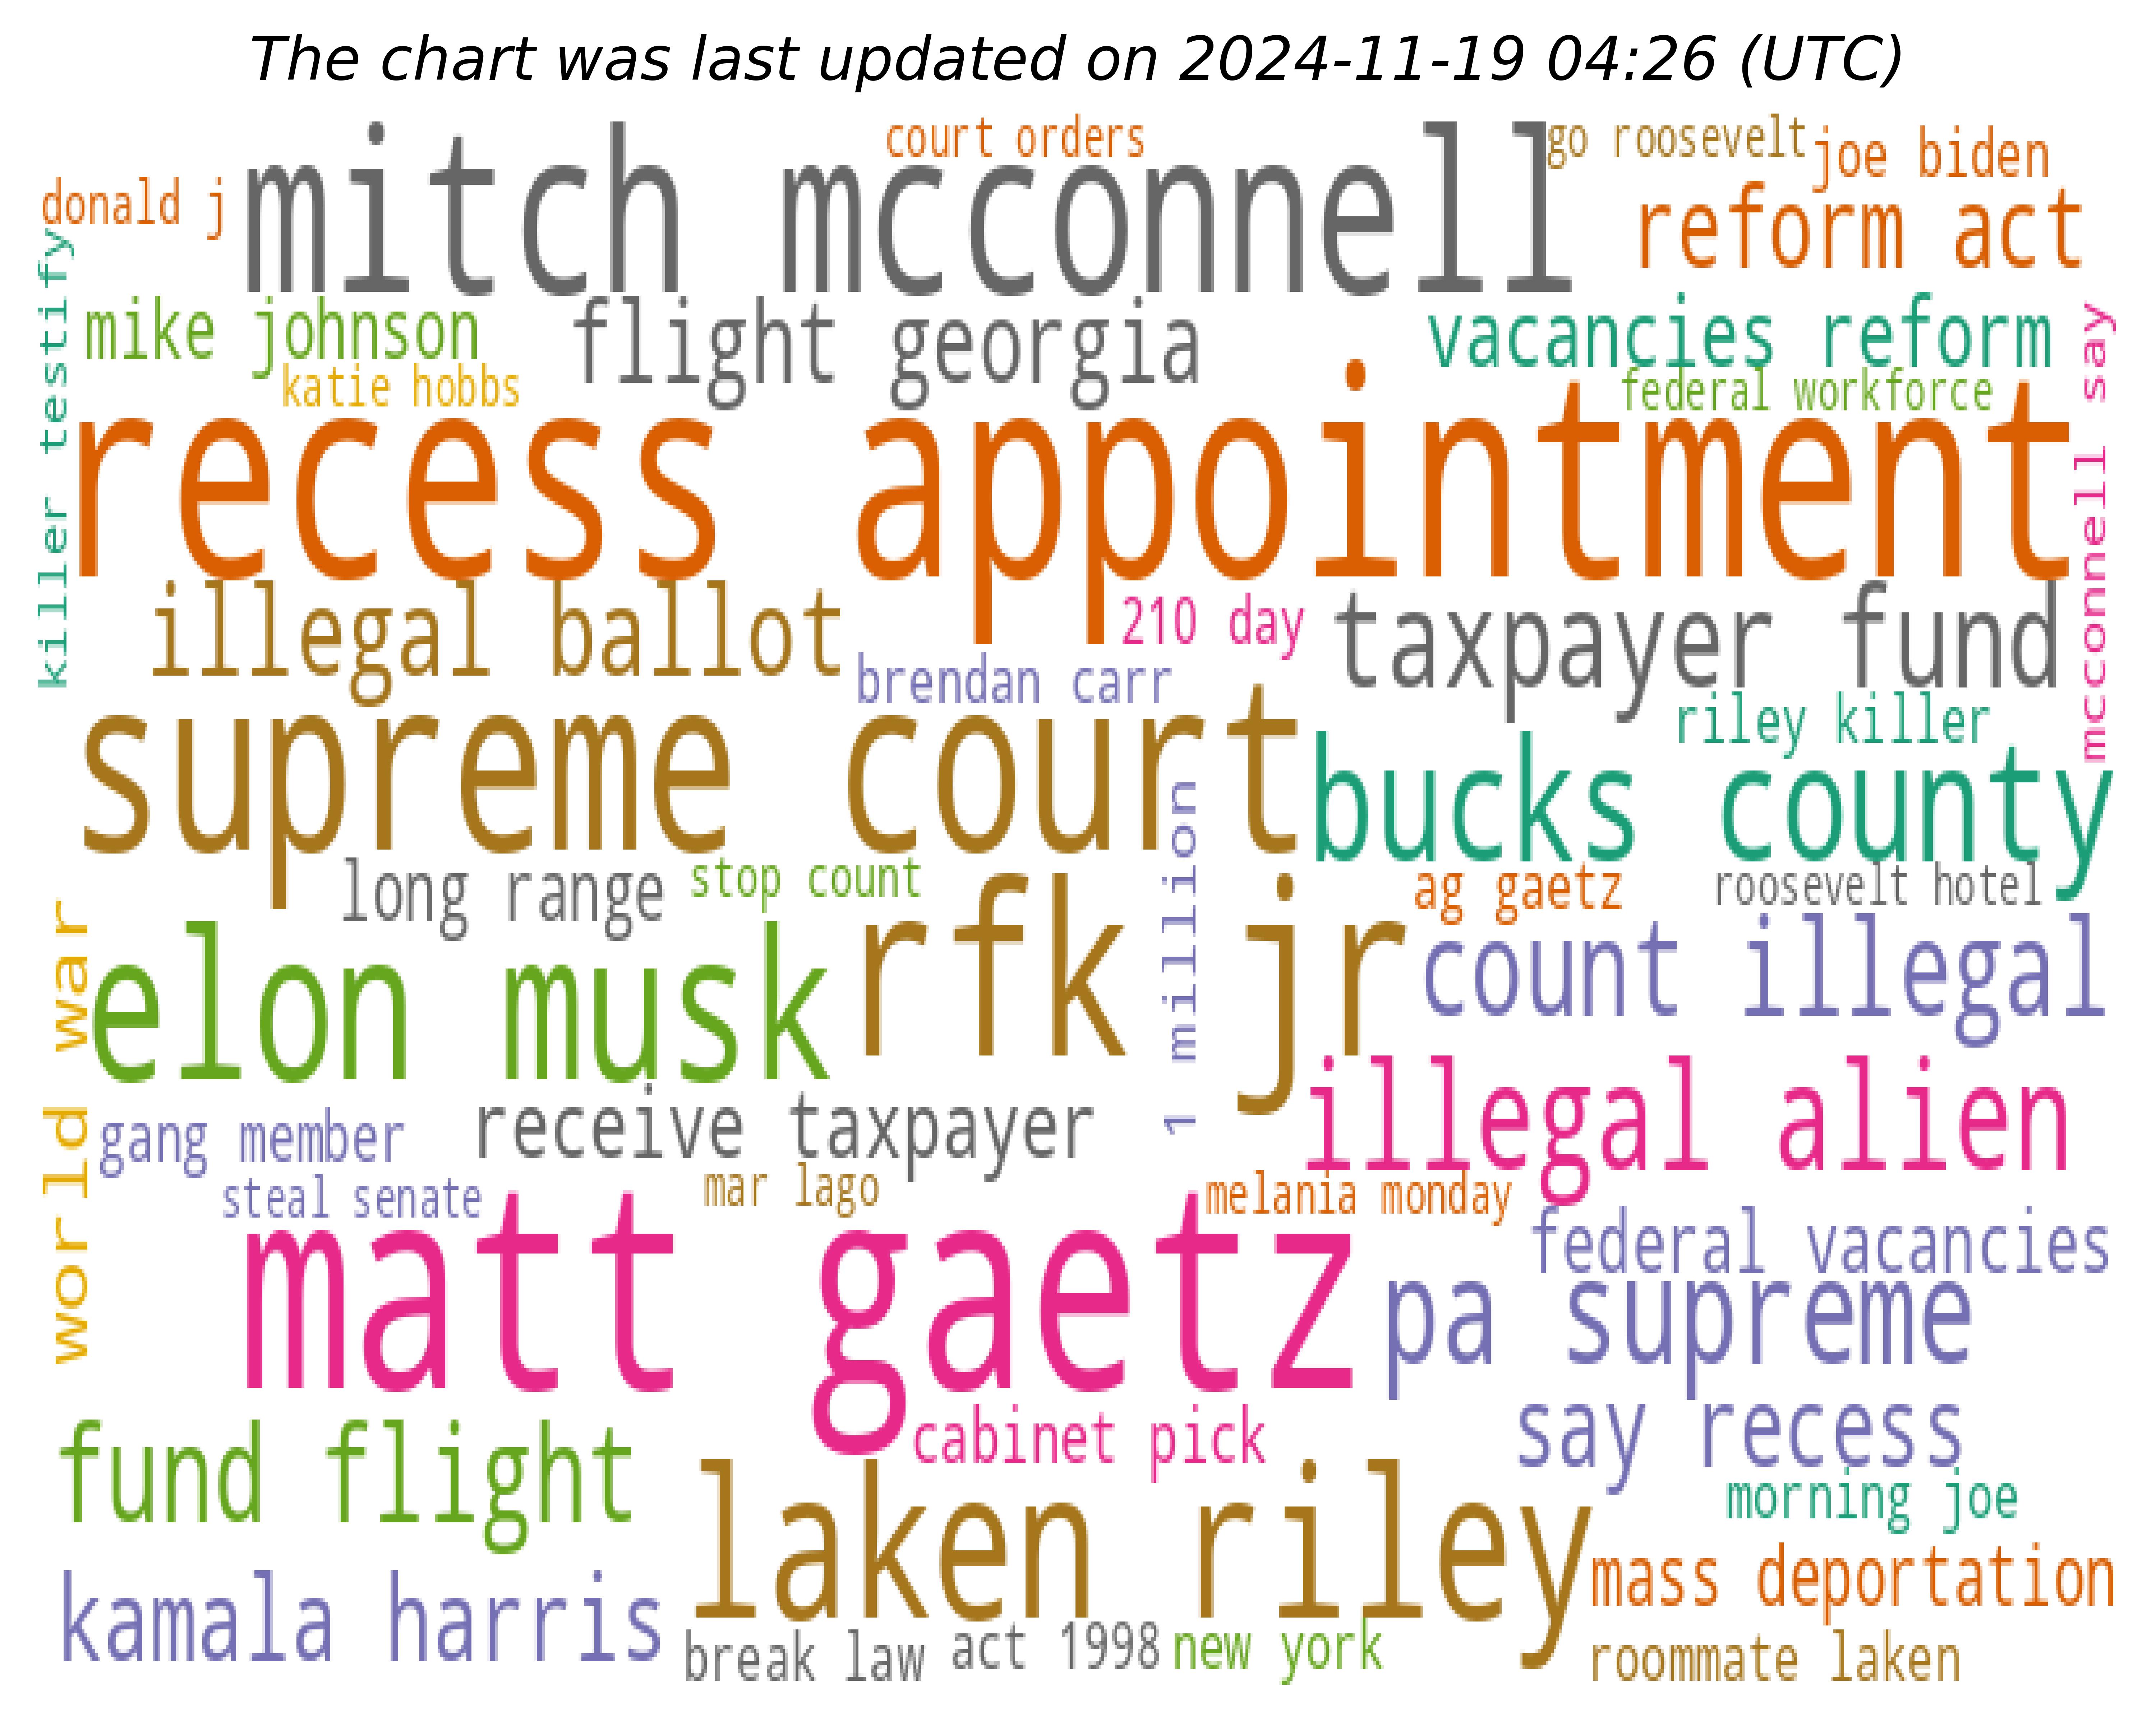 The chart was last updated on 2024-11-19 04:26 (UTC)
court orders
go roosevelt
joe biden
mitch mcconnell
donald j
reform act
killer testify
mike johnson
flight georgia
vacancies reform
mcconnell say
katie hobbs
federal workforce
recess appointment
illegal ballot
210 day
taxpayer fund
brendan carr
riley killer
supreme court
bucks county
1 million
long range
stop count
ag gaetz
roosevelt hotel
world war
elon musk
rfk jr
count illegal
illegal alien
gang member
receive taxpayer
steal senate
mar lago
melania monday
federal vacancies
matt gaetz
pa supreme
cabinet pick
say recess
fund flight
laken riley
morning joe
mass deportation
kamala harris
break law
act 1998
new york
roommate laken